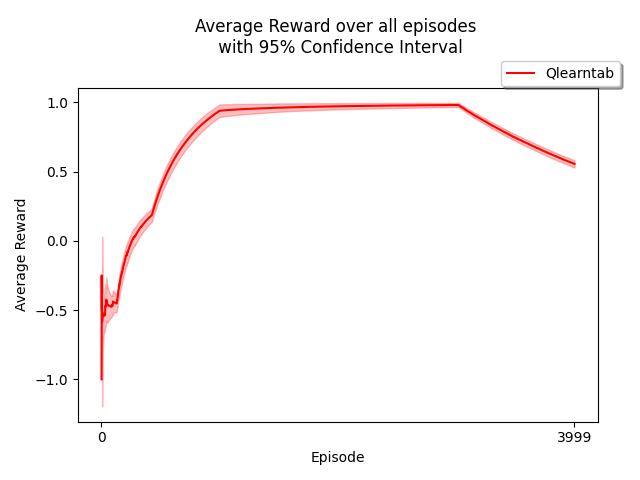 Average Reward over all episodes
with 95% Confidence Interval
Qlearntab
1.0
0.5
0.0
−0.5
−1.0
Average Reward
0
3999
Episode